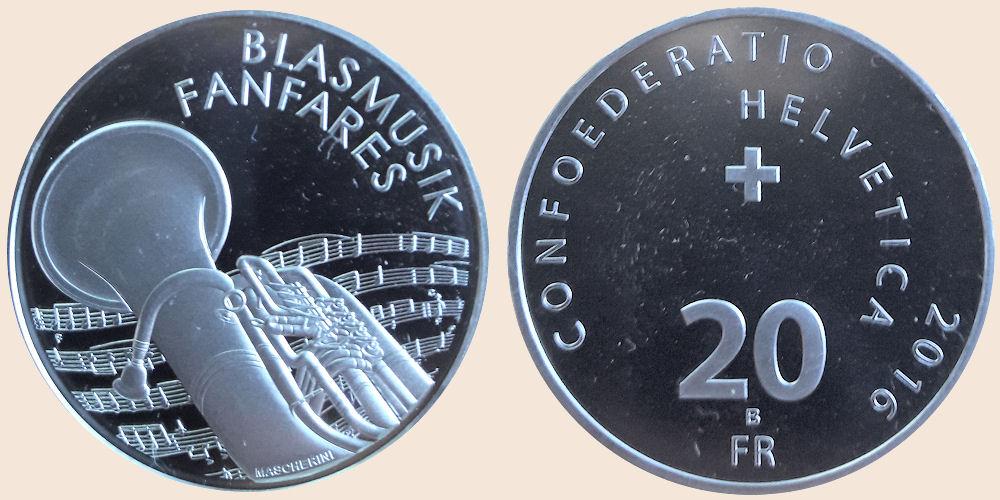 BLASMUSIK
FANFARES
MASCHERINI
CONFOEDERATIO
HELVETICA 2016
20
B
FR